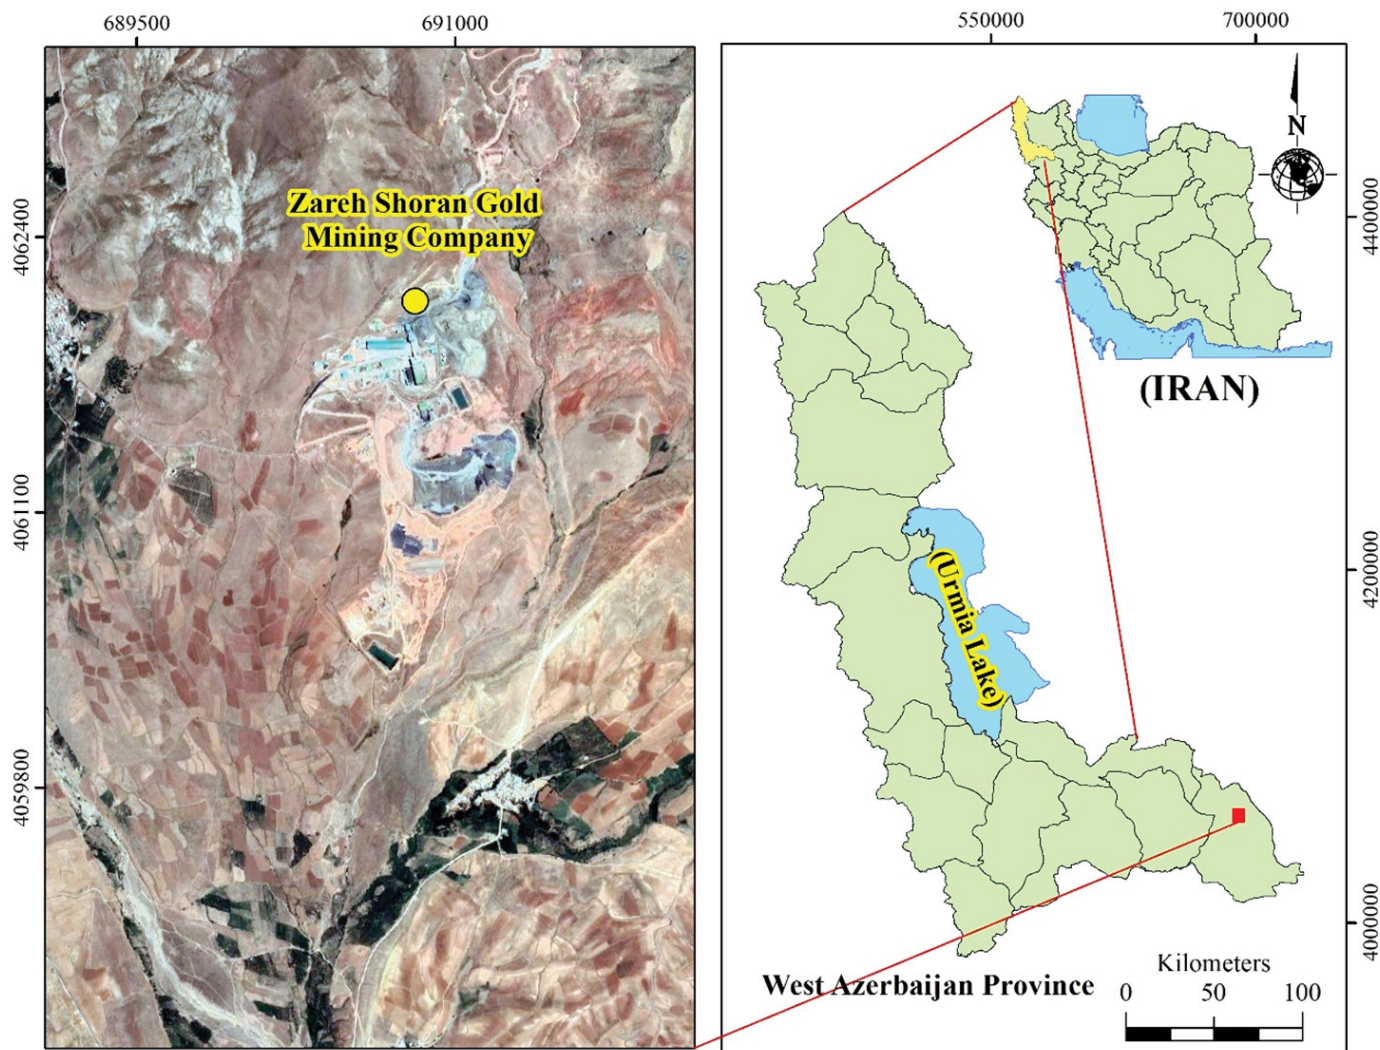 689500
691000
550000
700000
4062400
4061100
4059800
Zareh Shoran Gold
Mining Company
N
4400000
4200000
4000000
(IRAN)
(Urmia Lake)
West Azerbaijan Province
Kilometers
0
50
100